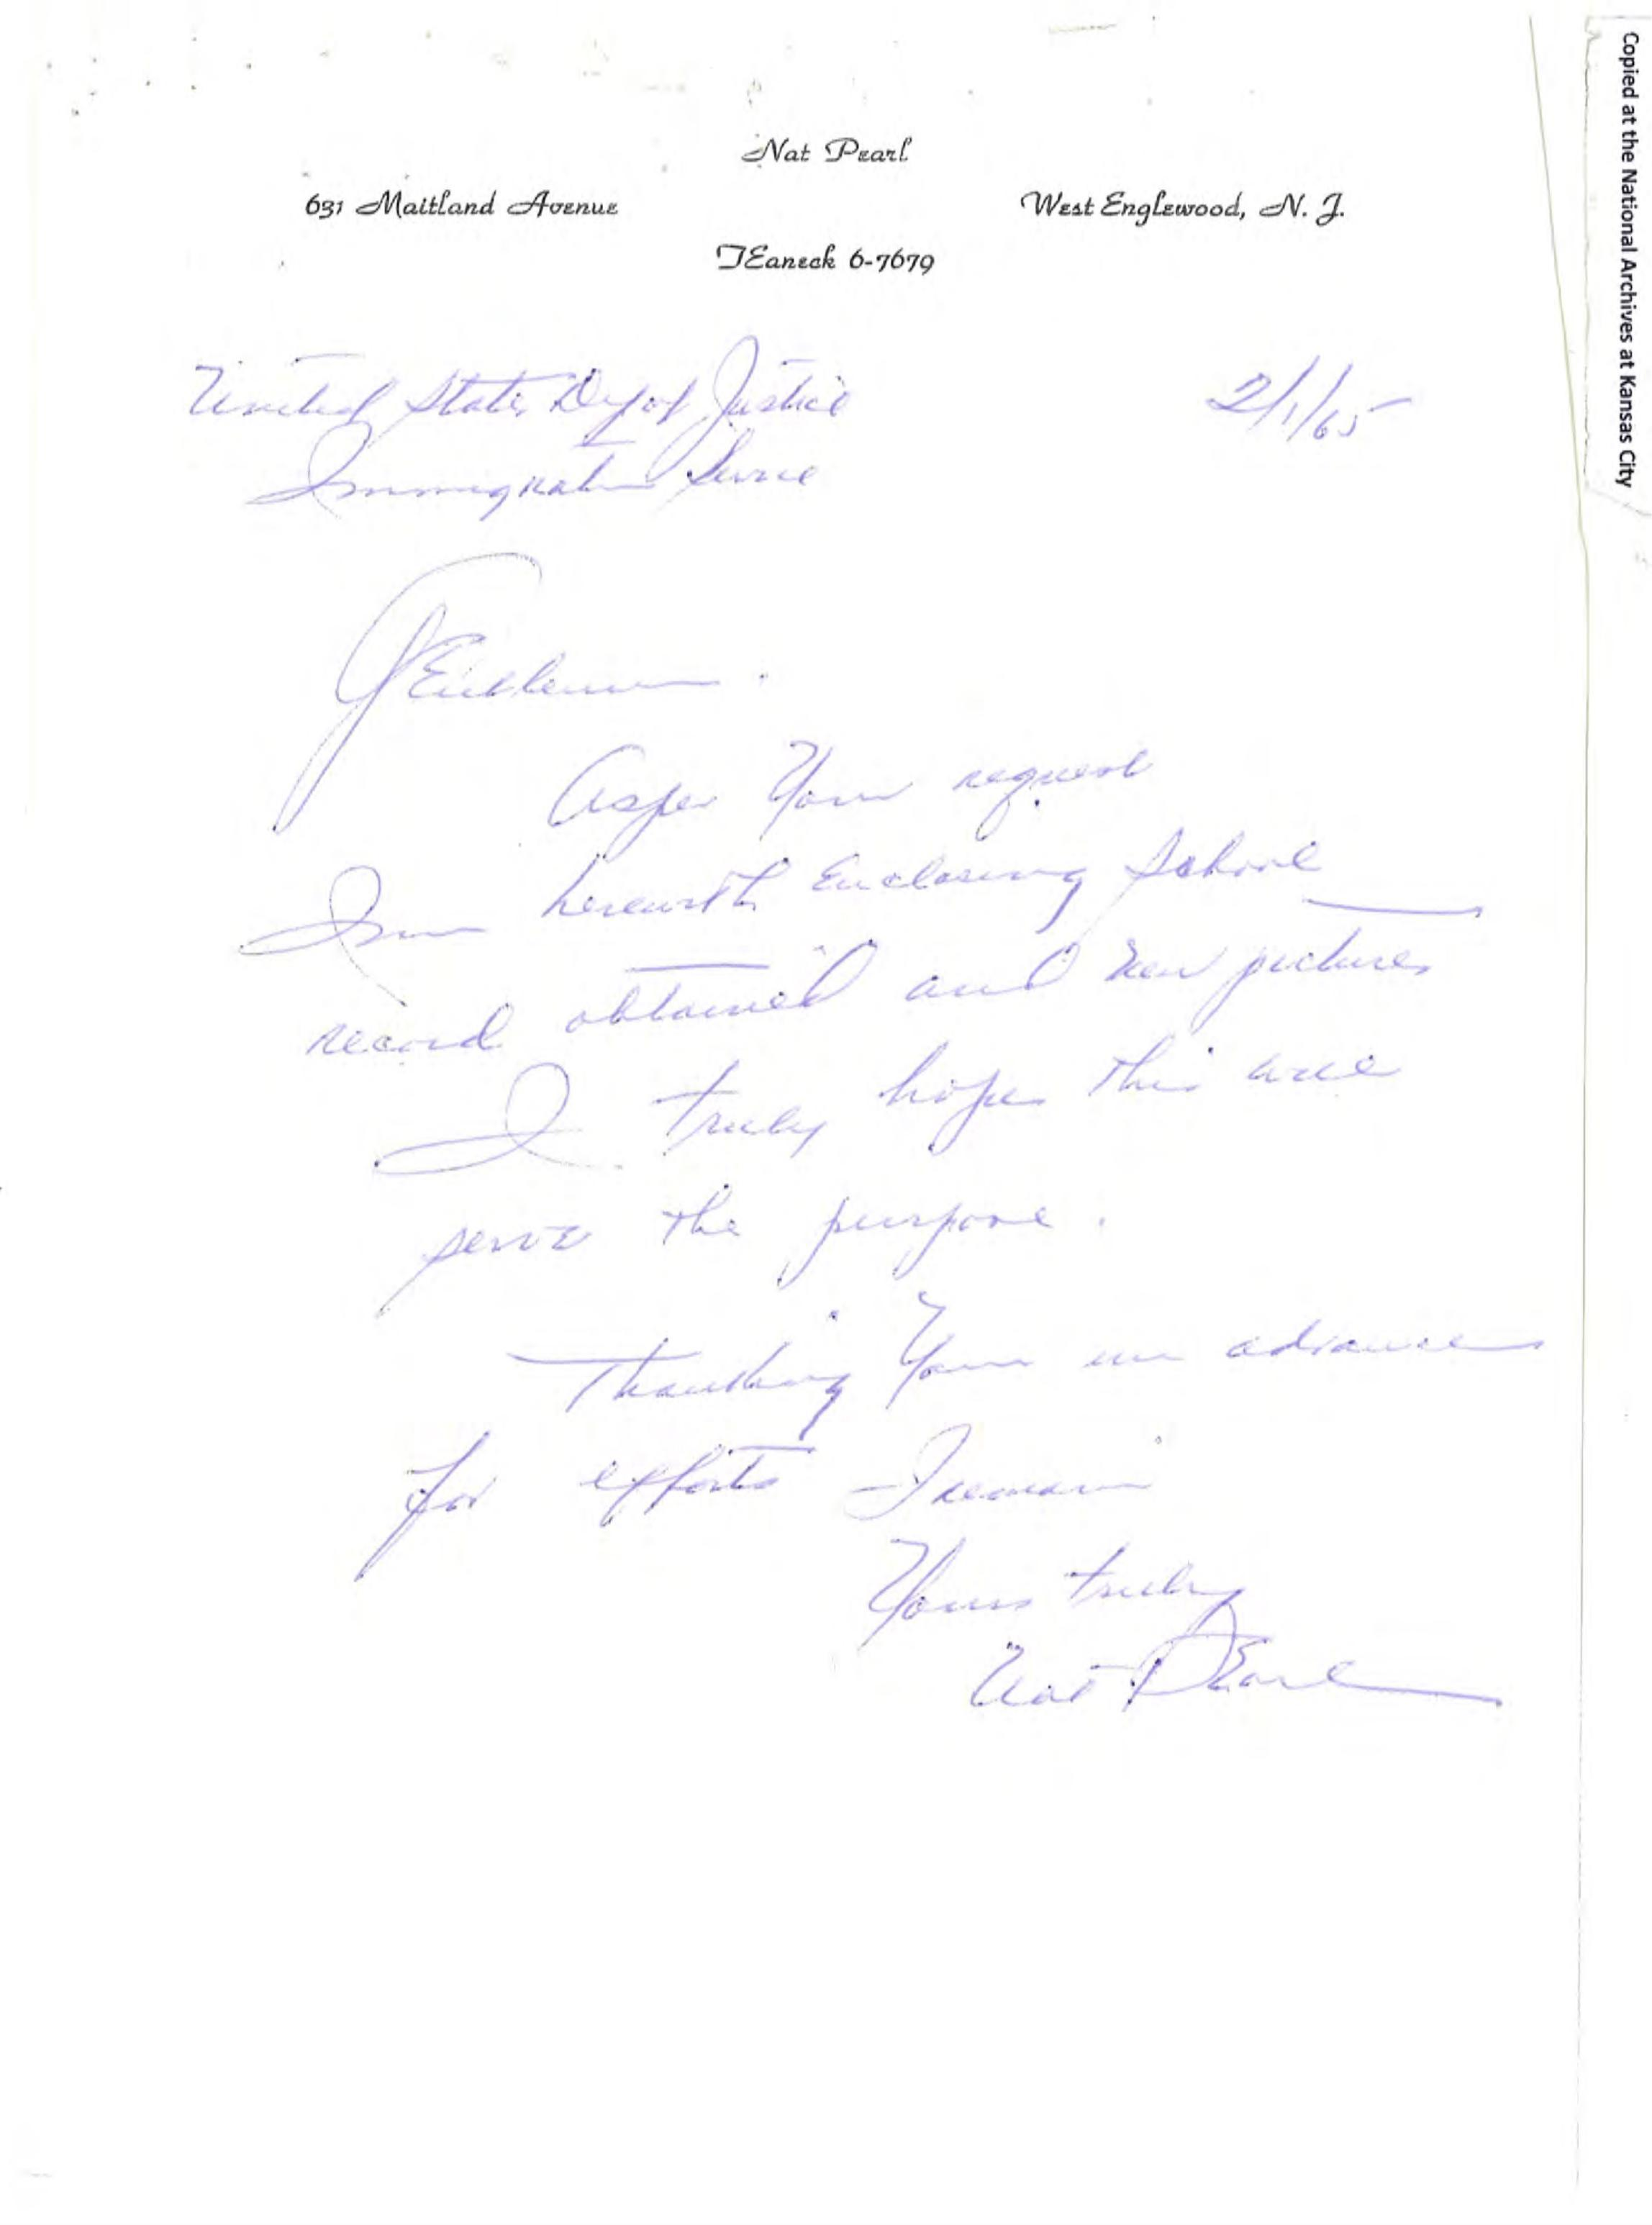 Nat Pearl
631 Maitland Avenue West Englewood, N. J.
TEaneck 6-7679
United States Dep of Justice 2/1/65
Immigration Service
GEntlemen.
As per Your request
I am herewith Enclosing School
record obtained and new pictures
I truly hope this will
serve the purpose.
Thanking You in advance
for efforts I remain
Yours truly
Nat PEarl
Copied at the National Archives at Kansas City